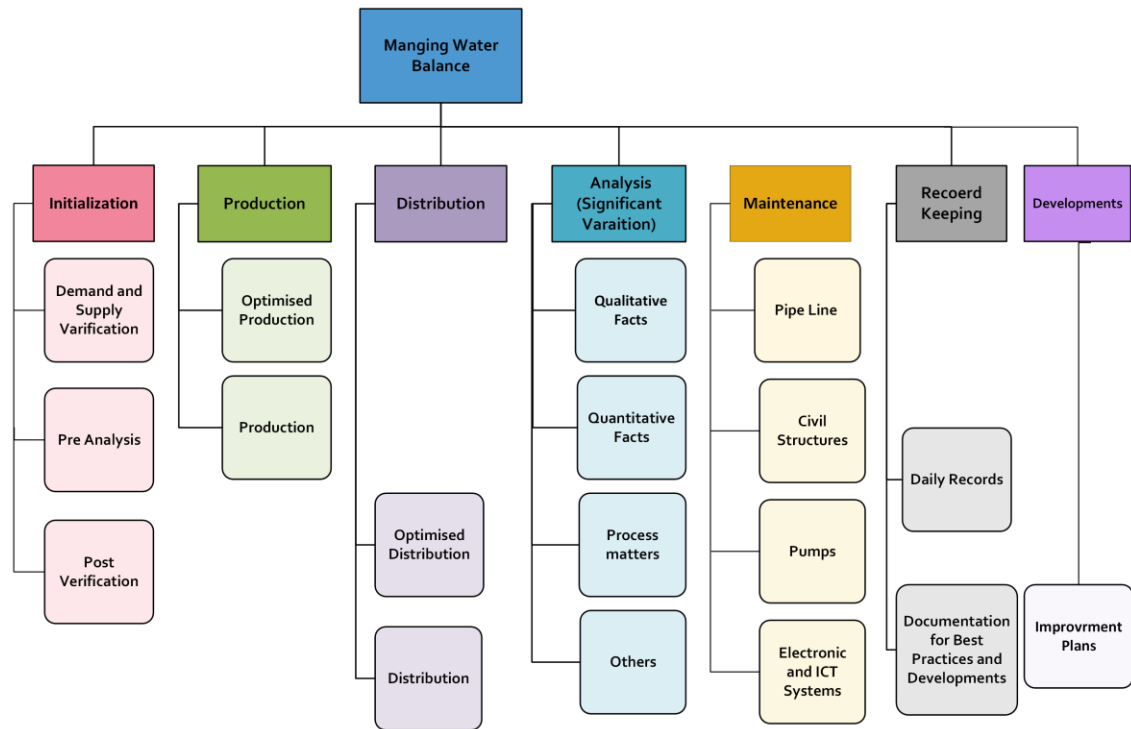 Manging Water
Balance
Initialization
Production
Distribution
Analysis
(Significant
Varaition)
Maintenance
Recoerd
Keeping
Developments
Demand and
Supply
Varification
Pre Analysis
Post
Verification
Optimised
Production
Production
Optimised
Distribution
Distribution
Qualitative
Facts
Quantitative
Facts
Process
matters
Others
Pipe Line
Civil
Structures
Pumps
Electronic
and ICT
Systems
Daily Records
Documentation
for Best
Practices and
Developments
Improvrment
Plans